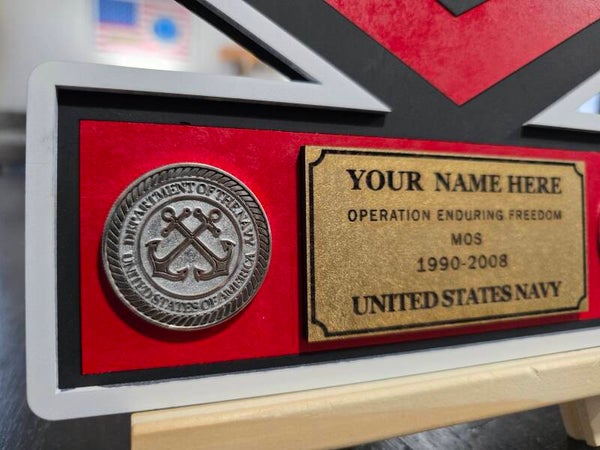 DEPARTMENT OF THE NAVY
UNITED STATES OF AMERICA
YOUR NAME HERE
OPERATION ENDURING FREEDOM
MOS
1990-2008
UNITED STATES NAVY